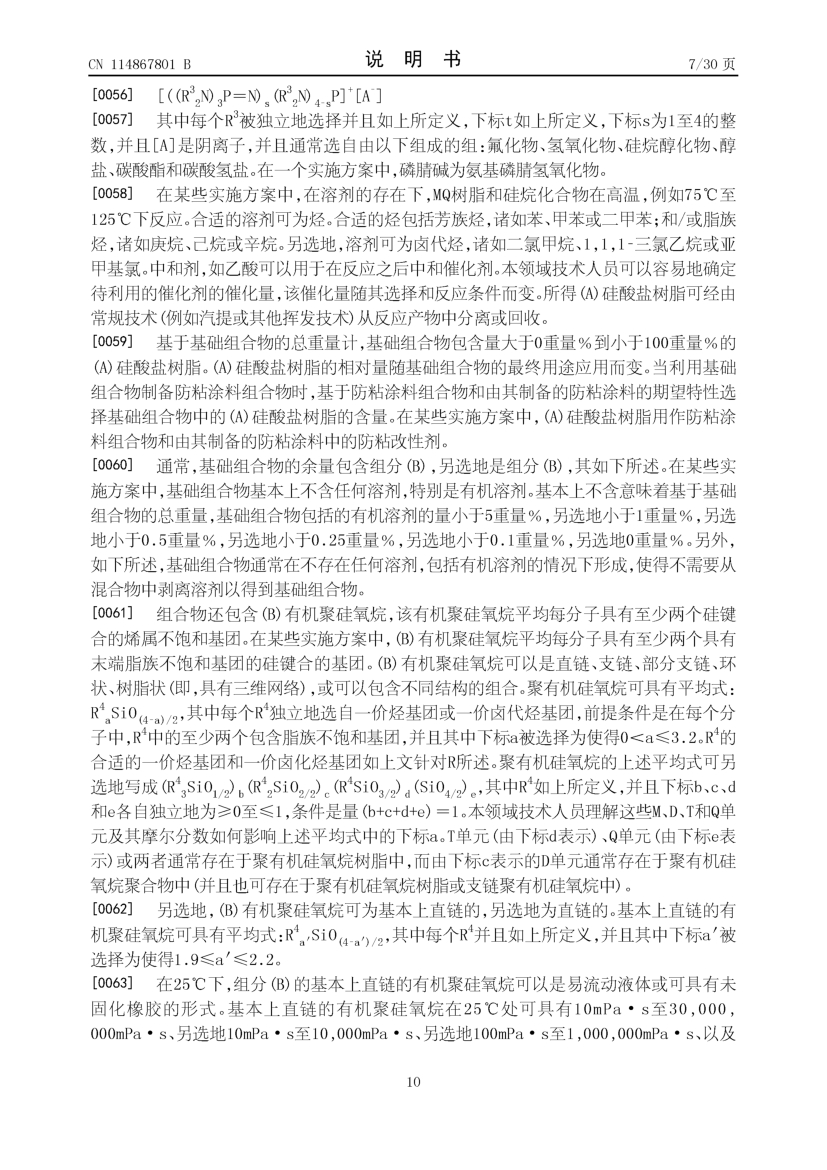 CN 114867801 B 说明书 7/30 页
[0056] [((R³₂N)₃P=N)ₛ(R³₂N)₄₋ₛP]⁺[A⁻]
[0057] 其中每个R³被独立地选择并且如上所定义,下标t如上所定义,下标s为1至4的整
数,并且[A]是阴离子,并且通常选自由以下组成的组:氟化物、氢氧化物、硅烷醇化物、醇
盐、碳酸酯和碳酸氢盐。在一个实施方案中,磷腈碱为氨基磷腈氢氧化物。
[0058] 在某些实施方案中,在溶剂的存在下,MQ树脂和硅烷化合物在高温,例如75℃至
125℃下反应。合适的溶剂可为烃。合适的烃包括芳族烃,诸如苯、甲苯或二甲苯;和/或脂族
烃,诸如庚烷、己烷或辛烷。另选地,溶剂可为卤代烃,诸如二氯甲烷、1,1,1-三氯乙烷或亚
甲基氯。中和剂,如乙酸可以用于在反应之后中和催化剂。本领域技术人员可以容易地确定
待利用的催化剂的催化量,该催化量随其选择和反应条件而变。所得(A)硅酸盐树脂可经由
常规技术(例如汽提或其他挥发技术)从反应产物中分离或回收。
[0059] 基于基础组合物的总重量计,基础组合物包含量大于0重量%到小于100重量%的
(A)硅酸盐树脂。(A)硅酸盐树脂的相对量随基础组合物的最终用途应用而变。当利用基础
组合物制备防粘涂料组合物时,基于防粘涂料组合物和由其制备的防粘涂料的期望特性选
择基础组合物中的(A)硅酸盐树脂的含量。在某些实施方案中,(A)硅酸盐树脂用作防粘涂
料组合物和由其制备的防粘涂料中的防粘改性剂。
[0060] 通常,基础组合物的余量包含组分(B),另选地是组分(B),其如下所述。在某些实
施方案中,基础组合物基本上不含任何溶剂,特别是有机溶剂。基本上不含意味着基于基础
组合物的总重量,基础组合物包括的有机溶剂的量小于5重量%,另选地小于1重量%,另选
地小于0.5重量%,另选地小于0.25重量%,另选地小于0.1重量%,另选地0重量%。另外,
如下所述,基础组合物通常在不存在任何溶剂,包括有机溶剂的情况下形成,使得不需要从
混合物中剥离溶剂以得到基础组合物。
[0061] 组合物还包含(B)有机聚硅氧烷,该有机聚硅氧烷平均每分子具有至少两个硅键
合的烯属不饱和基团。在某些实施方案中,(B)有机聚硅氧烷平均每分子具有至少两个具有
末端脂族不饱和基团的硅键合的基团。(B)有机聚硅氧烷可以是直链、支链、部分支链、环
状、树脂状(即,具有三维网络),或可以包含不同结构的组合。聚有机硅氧烷可具有平均式:
R⁴ₐSiO₍₄₋ₐ₎/₂,其中每个R⁴独立地选自一价烃基团或一价卤代烃基团,前提条件是在每个分
子中,R⁴中的至少两个包含脂族不饱和基团,并且其中下标a被选择为使得0<a≤3.2。R⁴的
合适的一价烃基团和一价卤化烃基团如上文针对R所述。聚有机硅氧烷的上述平均式可另
选地写成(R⁴₃SiO₁/₂)b(R⁴₂SiO₂/₂)c(R⁴SiO₃/₂)d(SiO₄/₂)e,其中R⁴如上所定义,并且下标b、c、d
和e各自独立地为≥0至≤1,条件是量(b+c+d+e)=1。本领域技术人员理解这些M、D、T和Q单
元及其摩尔分数如何影响上述平均式中的下标a。T单元(由下标d表示)、Q单元(由下标e表
示)或两者通常存在于聚有机硅氧烷树脂中,而由下标c表示的D单元通常存在于聚有机硅
氧烷聚合物中(并且也可存在于聚有机硅氧烷树脂或支链聚有机硅氧烷中)。
[0062] 另选地,(B)有机聚硅氧烷可为基本上直链的,另选地为直链的。基本上直链的有
机聚硅氧烷可具有平均式:R⁴ₐ′SiO₍₄₋ₐ′₎/₂,其中每个R⁴并且如上所定义,并且其中下标a′被
选择为使得1.9≤a′≤2.2。
[0063] 在25℃下,组分(B)的基本上直链的有机聚硅氧烷可以是易流动液体或可具有未
固化橡胶的形式。基本上直链的有机聚硅氧烷在25℃处可具有10mPa·s至30,000,
000mPa·s、另选地10mPa·s至10,000mPa·s、另选地100mPa·s至1,000,000mPa·s、以及
10